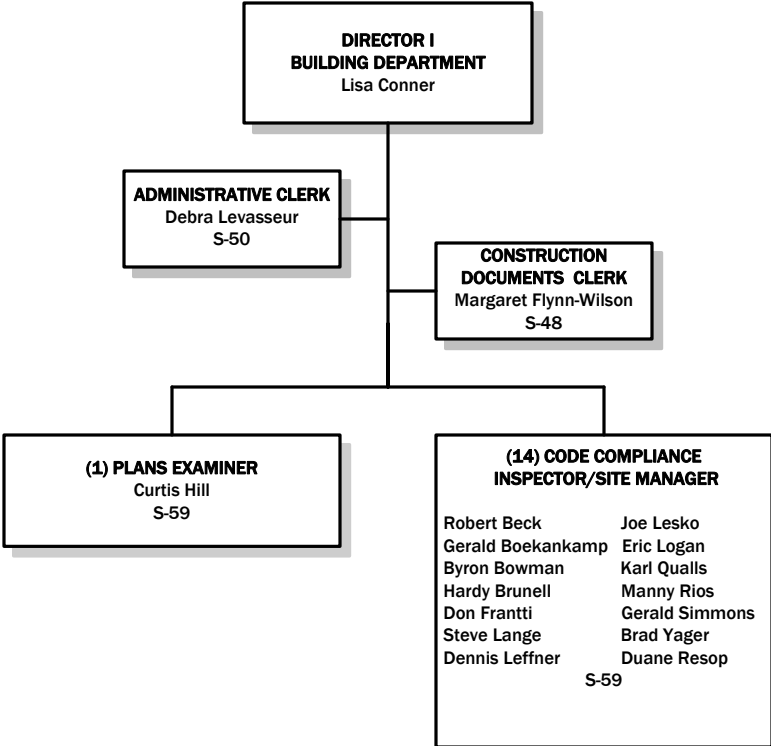 DIRECTOR I
BUILDING DEPARTMENT
Lisa Conner
ADMINISTRATIVE CLERK
Debra Levasseur
S-50
CONSTRUCTION
DOCUMENTS CLERK
Margaret Flynn-Wilson
S-48
(1) PLANS EXAMINER
Curtis Hill
S-59
(14) CODE COMPLIANCE
INSPECTOR/SITE MANAGER
Robert Beck Joe Lesko
Gerald Boekankamp Eric Logan
Byron Bowman Karl Qualls
Hardy Brunell Manny Rios
Don Frantti Gerald Simmons
Steve Lange Brad Yager
Dennis Leffner Duane Resop
S-59